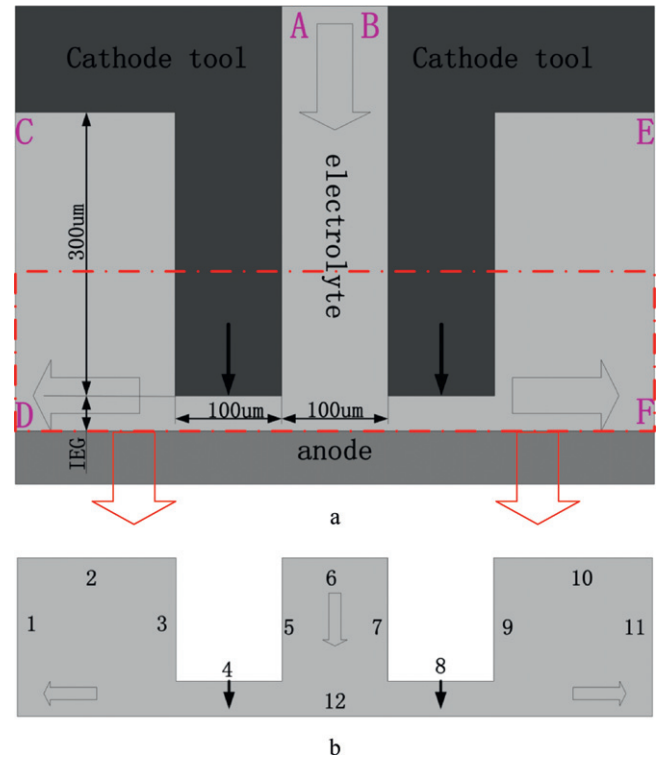 A B
Cathode tool Cathode tool
C E
300um
electrolyte
D F
100um 100um
IEG
anode
a
2 6 10
1 3 5 7 9 11
4 8
12
b